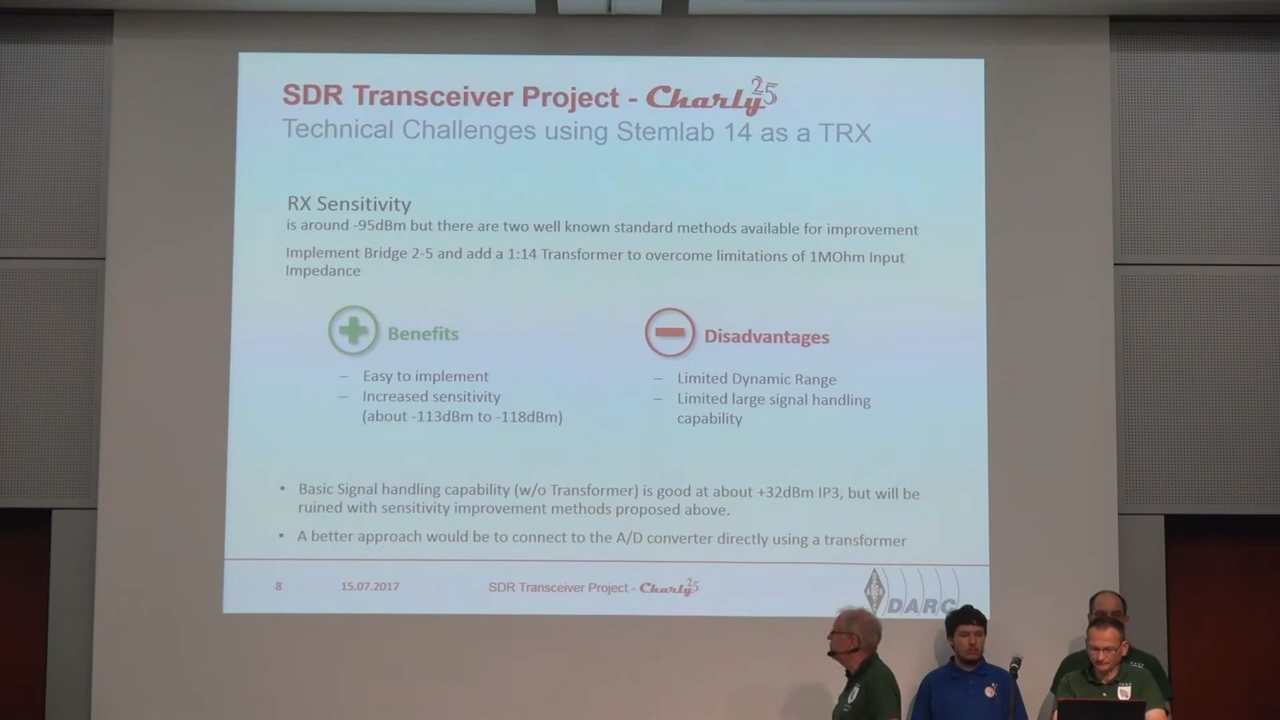 SDR Transceiver Project - Charly 25
Technical Challenges using Stemlab 14 as a TRX
RX Sensitivity
is around -95dBm but there are two well known standard methods available for improvement
Implement Bridge 2-5 and add a 1:14 Transformer to overcome limitations of 1MOhm Input
Impedance
Benefits
– Easy to implement
– Increased sensitivity
(about -113dBm to -118dBm)
Disadvantages
– Limited Dynamic Range
– Limited large signal handling
capability
• Basic Signal handling capability (w/o Transformer) is good at about +32dBm IP3, but will be
ruined with sensitivity improvement methods proposed above.
• A better approach would be to connect to the A/D converter directly using a transformer
8 15.07.2017 SDR Transceiver Project - Charly 25
DARC